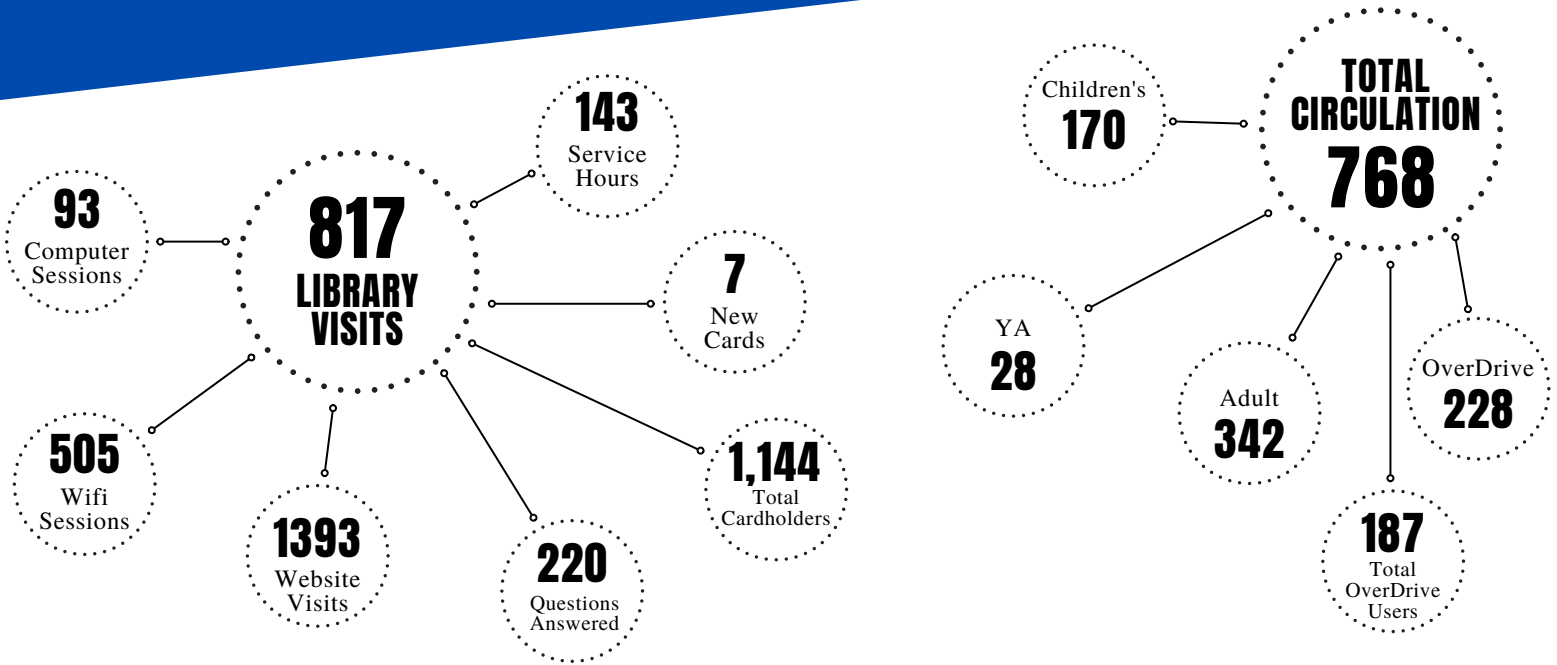 817
LIBRARY
VISITS
143
Service
Hours
7
New
Cards
1,144
Total
Cardholders
220
Questions
Answered
1393
Website
Visits
505
Wifi
Sessions
93
Computer
Sessions
TOTAL
CIRCULATION
768
Children's
170
YA
28
Adult
342
187
Total
OverDrive
Users
OverDrive
228